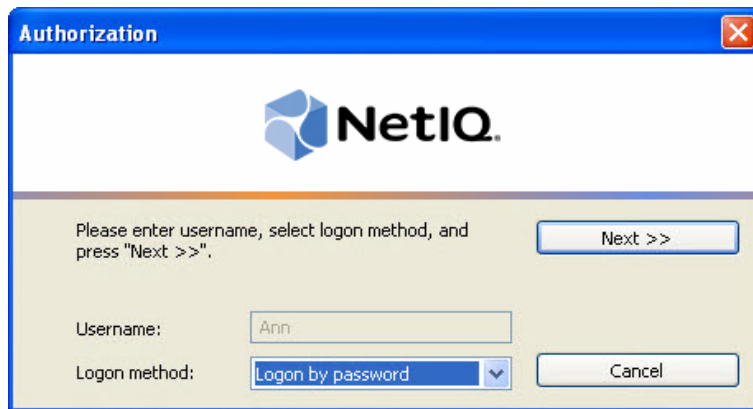 Authorization
NetIQ.
Please enter username, select logon method, and
press "Next >>".
Next >>
Username:
Ann
Logon method:
Logon by password
Cancel